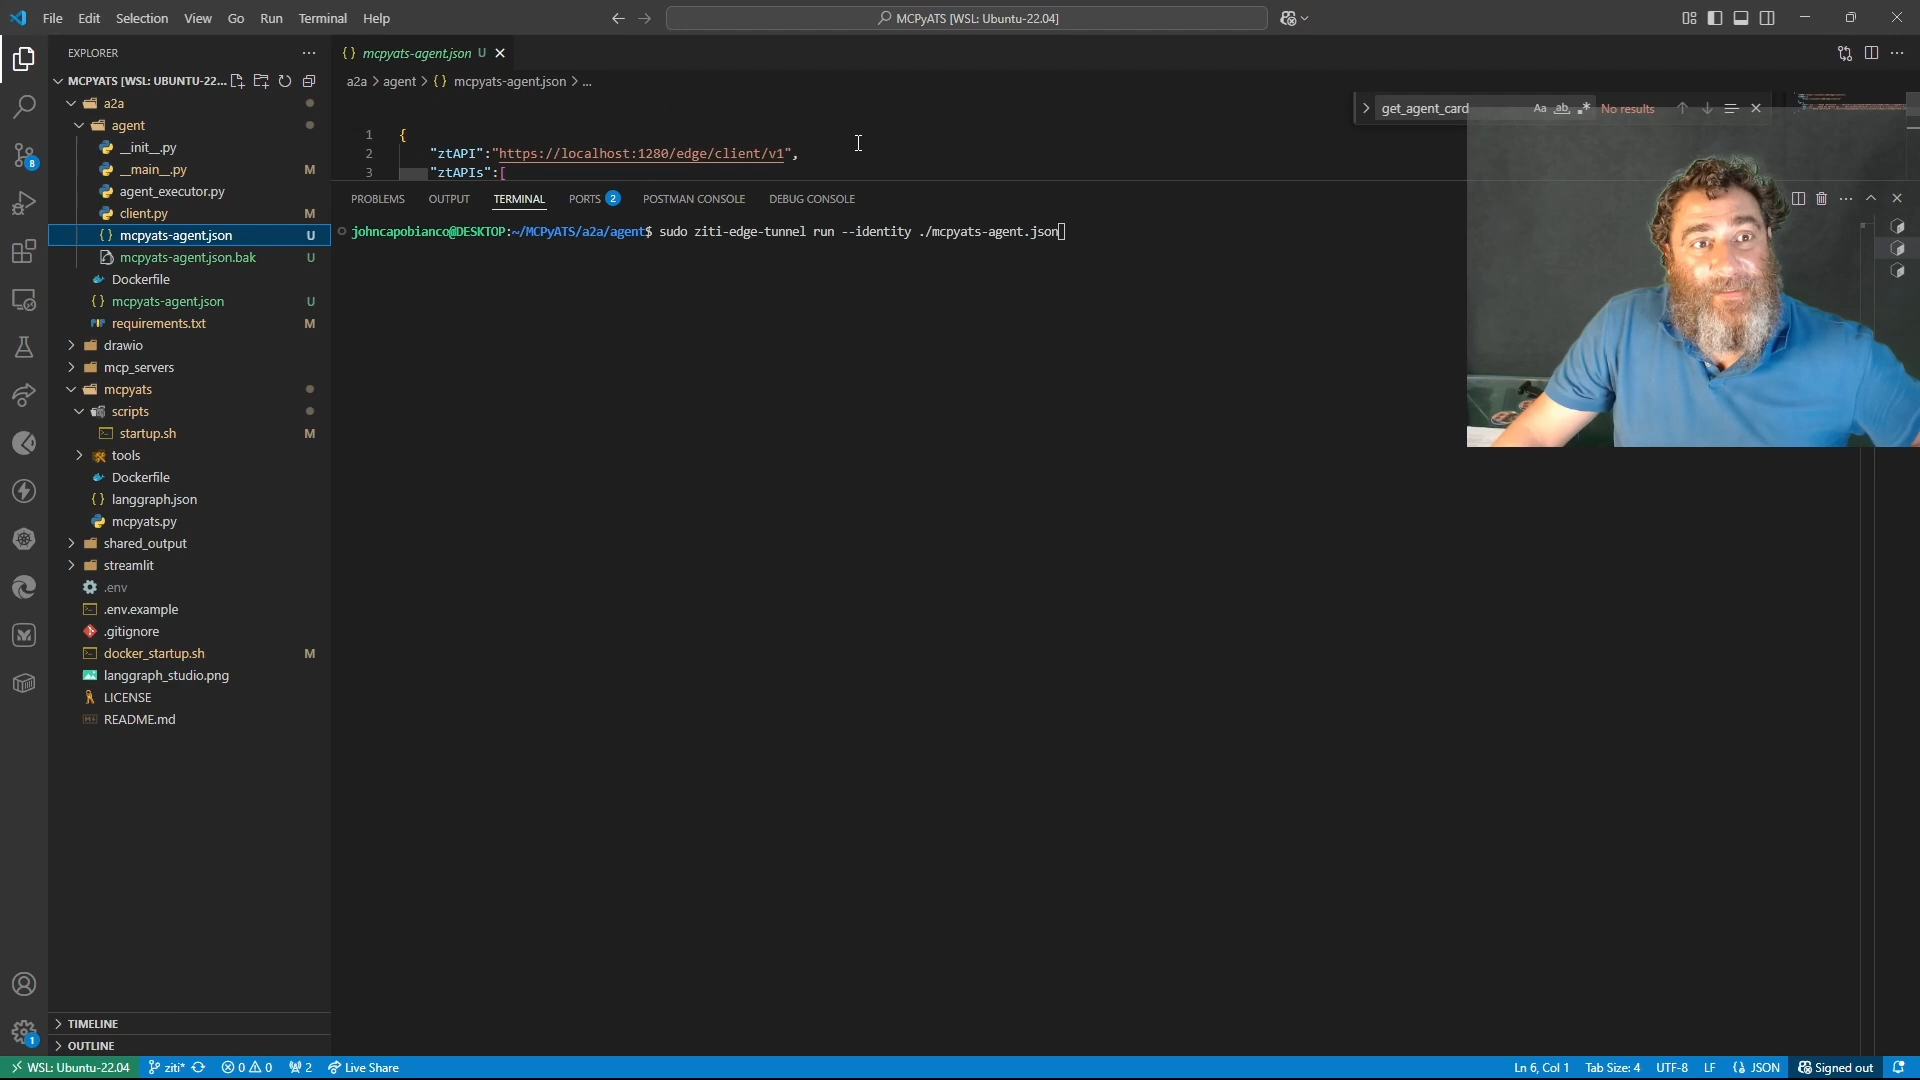 File Edit Selection View Go Run Terminal Help
MCPyATS [WSL: Ubuntu-22.04]
EXPLORER
MCPYATS [WSL: UBUNTU-22...
a2a
agent
__init__.py
__main__.py M
agent_executor.py
client.py M
mcpyats-agent.json U
mcpyats-agent.json.bak U
Dockerfile
mcpyats-agent.json U
requirements.txt M
drawio
mcp_servers
mcpyats
scripts
startup.sh M
tools
Dockerfile
langgraph.json
mcpyats.py
shared_output
streamlit
.env
.env.example
.gitignore
docker_startup.sh M
langgraph_studio.png
LICENSE
README.md
TIMELINE
OUTLINE
8
1
{} mcpyats-agent.json U
a2a > agent > {} mcpyats-agent.json > ...
get_agent_card Aa ab .* No results
1 {
2 "ztAPI":"https://localhost:1280/edge/client/v1",
3 "ztAPIs":[
PROBLEMS OUTPUT TERMINAL PORTS 2 POSTMAN CONSOLE DEBUG CONSOLE
johncapobianco@DESKTOP:~/MCPyATS/a2a/agent$ sudo ziti-edge-tunnel run --identity ./mcpyats-agent.json
WSL: Ubuntu-22.04 ziti* 0 0 2 Live Share
Ln 6, Col 1 Tab Size: 4 UTF-8 LF {} JSON Signed out